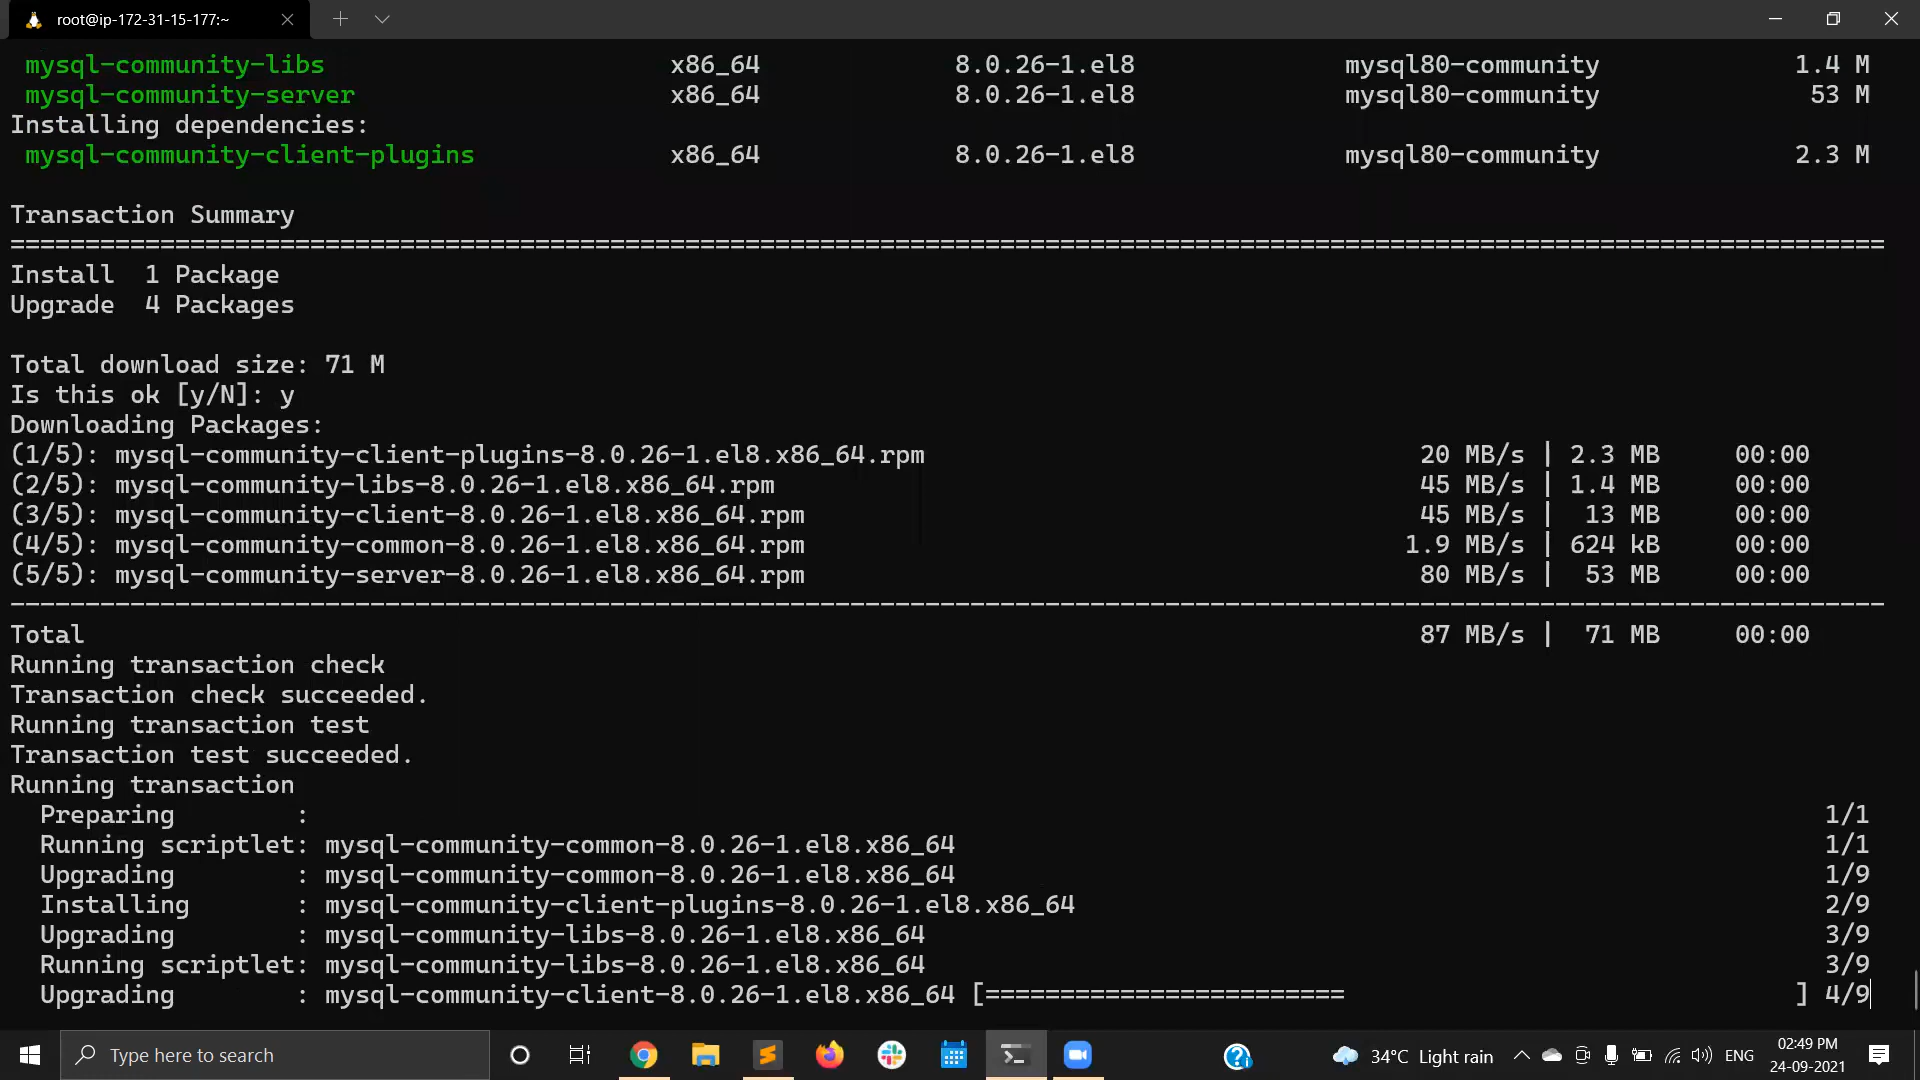 root@ip-172-31-15-177:~
mysql-community-libs x86_64 8.0.26-1.el8 mysql80-community 1.4 M
mysql-community-server x86_64 8.0.26-1.el8 mysql80-community 53 M
Installing dependencies:
mysql-community-client-plugins x86_64 8.0.26-1.el8 mysql80-community 2.3 M
Transaction Summary
================================================================================
Install 1 Package
Upgrade 4 Packages
Total download size: 71 M
Is this ok [y/N]: y
Downloading Packages:
(1/5): mysql-community-client-plugins-8.0.26-1.el8.x86_64.rpm 20 MB/s | 2.3 MB 00:00
(2/5): mysql-community-libs-8.0.26-1.el8.x86_64.rpm 45 MB/s | 1.4 MB 00:00
(3/5): mysql-community-client-8.0.26-1.el8.x86_64.rpm 45 MB/s | 13 MB 00:00
(4/5): mysql-community-common-8.0.26-1.el8.x86_64.rpm 1.9 MB/s | 624 kB 00:00
(5/5): mysql-community-server-8.0.26-1.el8.x86_64.rpm 80 MB/s | 53 MB 00:00
--------------------------------------------------------------------------------
Total 87 MB/s | 71 MB 00:00
Running transaction check
Transaction check succeeded.
Running transaction test
Transaction test succeeded.
Running transaction
Preparing : 1/1
Running scriptlet: mysql-community-common-8.0.26-1.el8.x86_64 1/1
Upgrading : mysql-community-common-8.0.26-1.el8.x86_64 1/9
Installing : mysql-community-client-plugins-8.0.26-1.el8.x86_64 2/9
Upgrading : mysql-community-libs-8.0.26-1.el8.x86_64 3/9
Running scriptlet: mysql-community-libs-8.0.26-1.el8.x86_64 3/9
Upgrading : mysql-community-client-8.0.26-1.el8.x86_64 [======================== ] 4/9
Type here to search
34°C Light rain
ENG
02:49 PM
24-09-2021